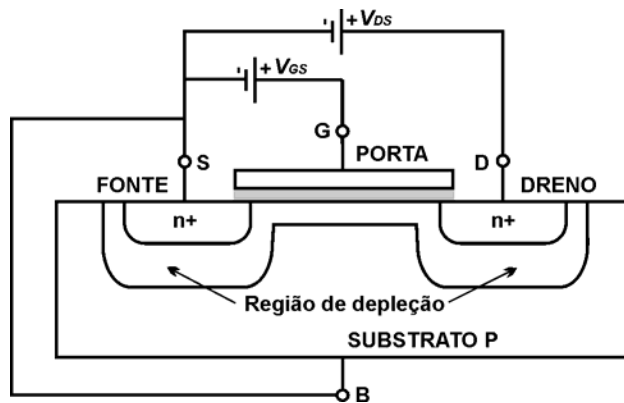 + VDS
+ VGS
G
PORTA
S
D
FONTE
DRENO
n+
n+
Região de depleção
SUBSTRATO P
B